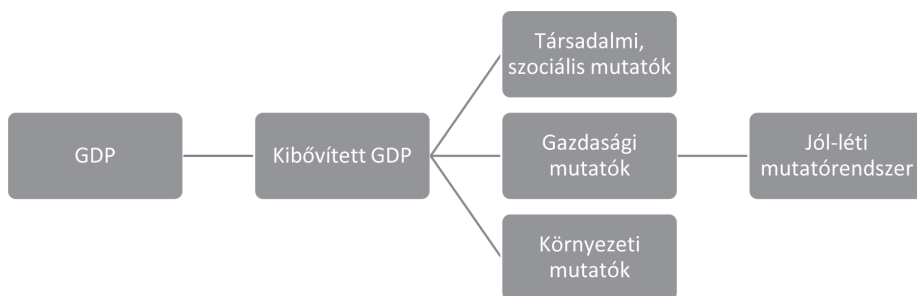 GDP
Kibővített GDP
Társadalmi,
szociális mutatók
Gazdasági
mutatók
Környezeti
mutatók
Jól-léti
mutatórendszer